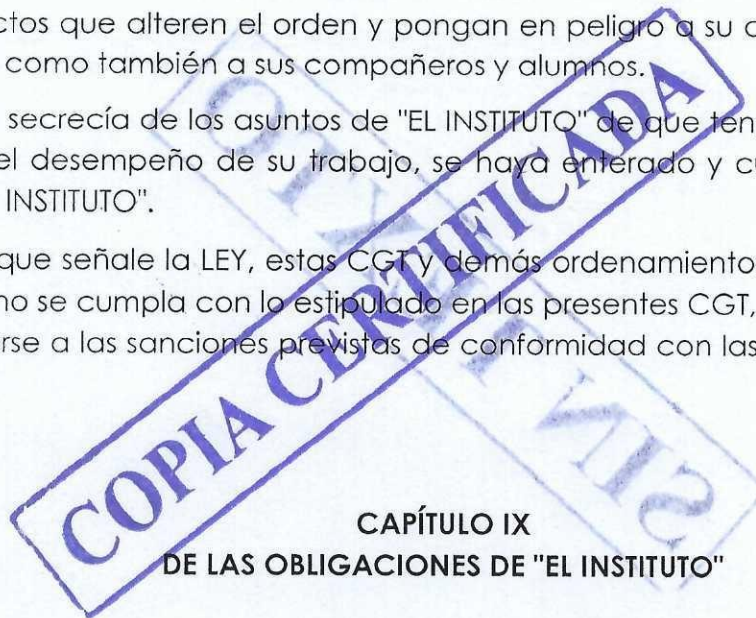 ctos que alteren el orden y pongan en peligro a su
como también a sus compañeros y alumnos.
secrecía de los asuntos de "EL INSTITUTO" de que ten
el desempeño de su trabajo, se haya enterado y c
INSTITUTO".
que señale la LEY, estas CGT y demás ordenamiento
no se cumpla con lo estipulado en las presentes CGT,
rse a las sanciones previstas de conformidad con las
COPIA CERTIFICADA
SIN TEXTO
CAPÍTULO IX
DE LAS OBLIGACIONES DE "EL INSTITUTO"